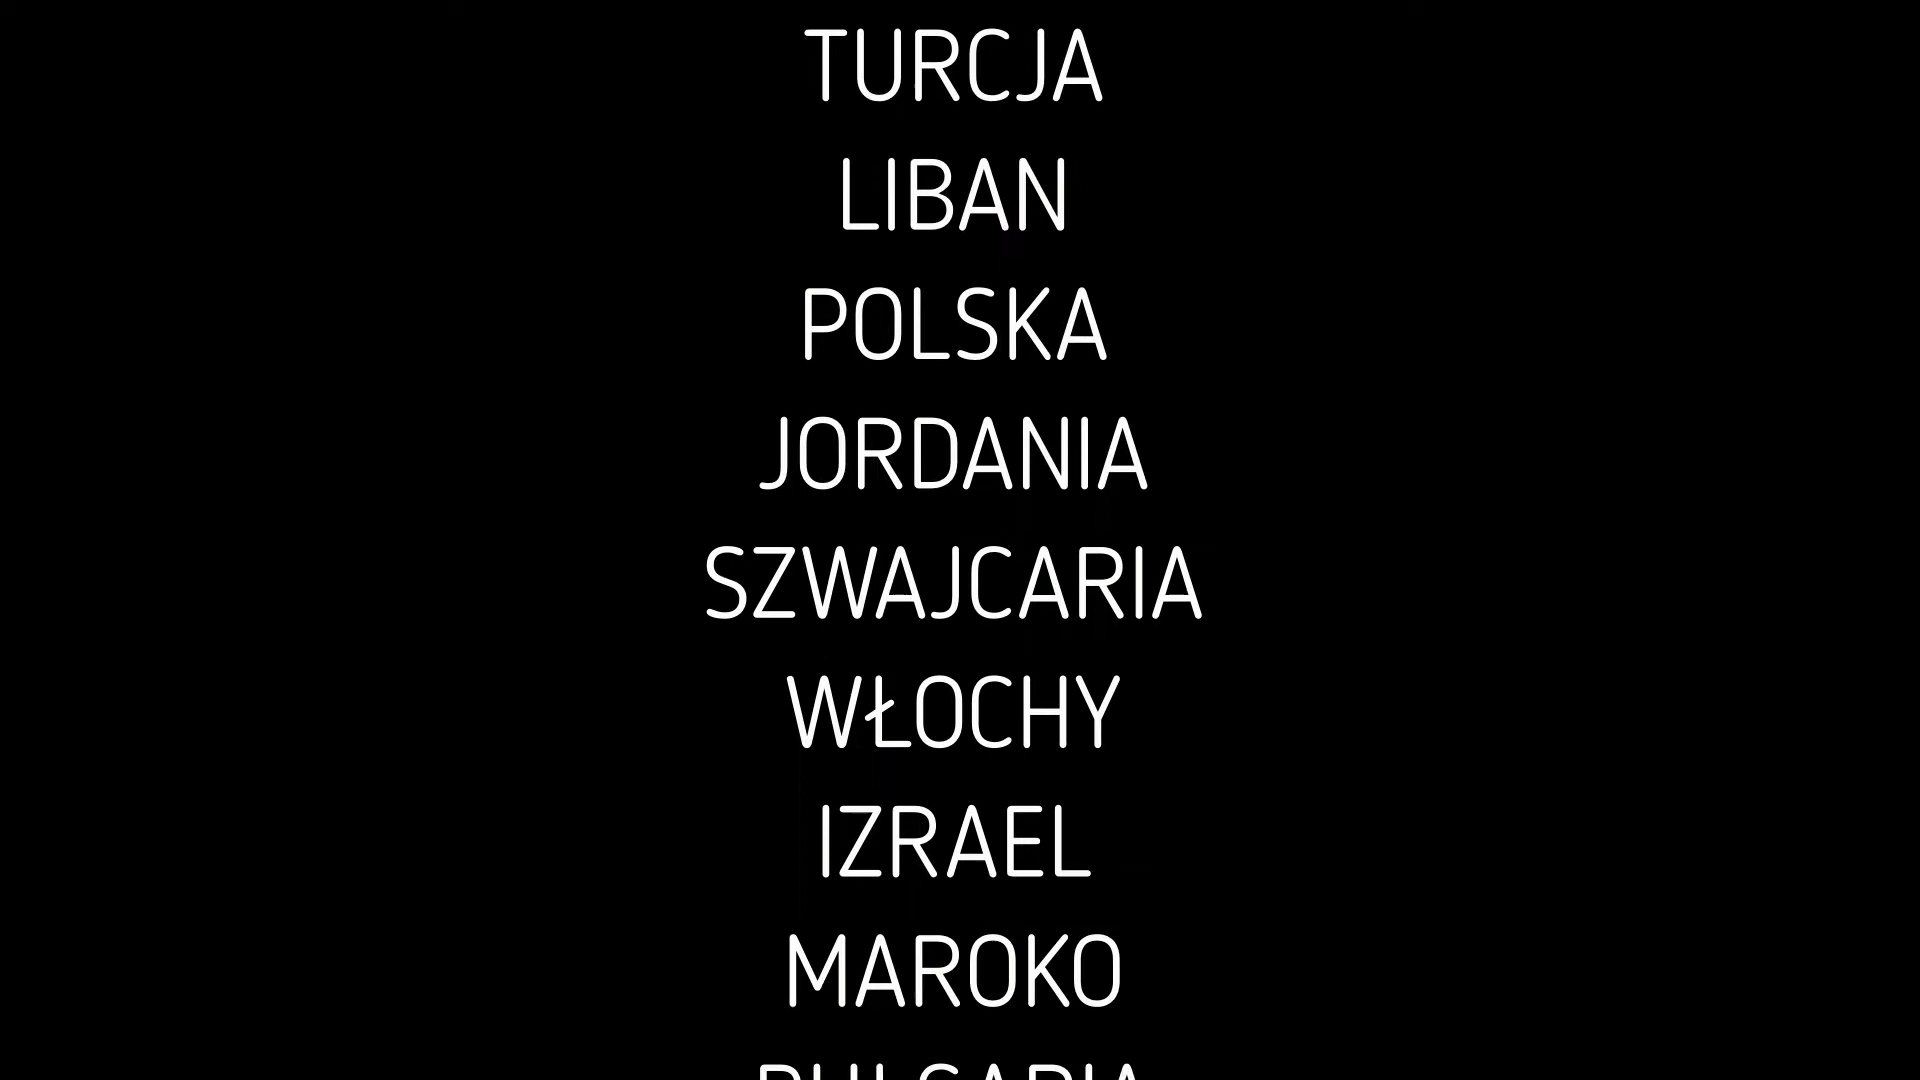 TURCJA
LIBAN
POLSKA
JORDANIA
SZWAJCARIA
WŁOCHY
IZRAEL
MAROKO